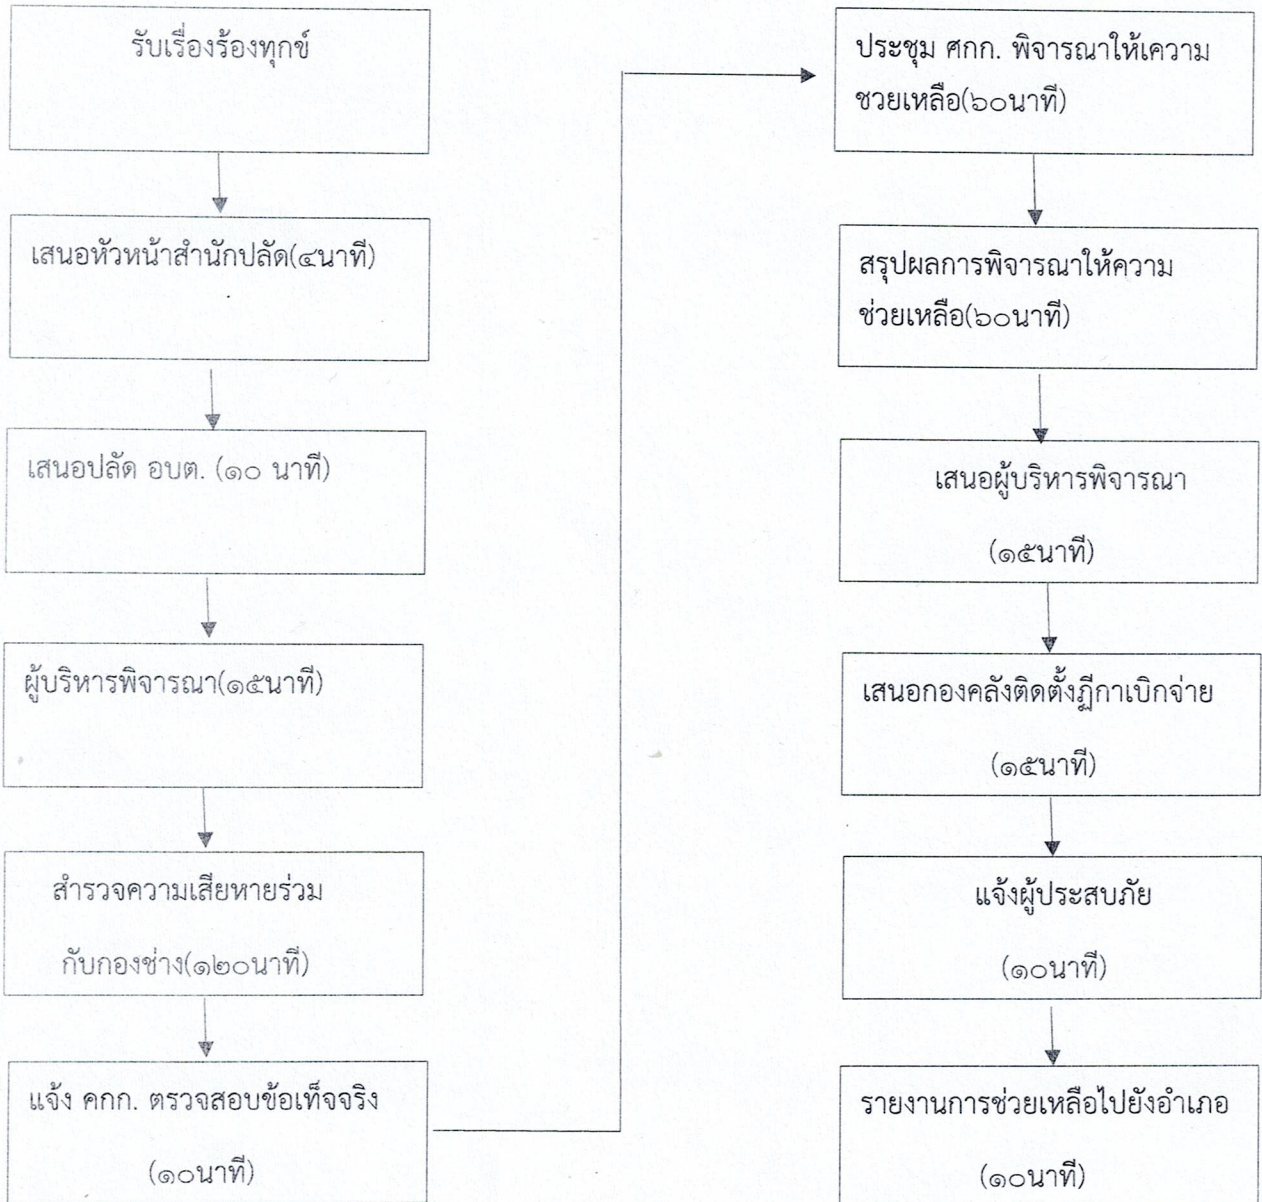 รับเรื่องร้องทุกข์
เสนอหัวหน้าสำนักปลัด(๔นาที)
เสนอปลัด อบต. (๑๐ นาที)
ผู้บริหารพิจารณา(๑๕นาที)
สำรวจความเสียหายร่วม
กับกองช่าง(๑๒๐นาที)
แจ้ง คกก. ตรวจสอบข้อเท็จจริง
(๑๐นาที)
ประชุม ศกก. พิจารณาให้เความ
ชวยเหลือ(๖๐นาที)
สรุปผลการพิจารณาให้ความ
ช่วยเหลือ(๖๐นาที)
เสนอผู้บริหารพิจารณา
(๑๕นาที)
เสนอกองคลังติดตั้งฏีกาเบิกจ่าย
(๑๕นาที)
แจ้งผู้ประสบภัย
(๑๐นาที)
รายงานการช่วยเหลือไปยังอำเภอ
(๑๐นาที)